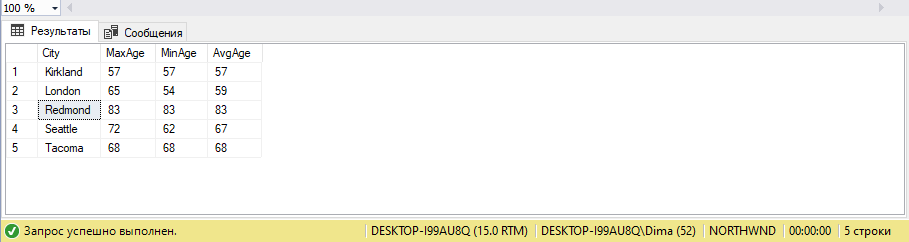 100 %
Результаты Сообщения
City MaxAge MinAge AvgAge
1 Kirkland 57 57 57
2 London 65 54 59
3 Redmond 83 83 83
4 Seattle 72 62 67
5 Tacoma 68 68 68
Запрос успешно выполнен. DESKTOP-I99AU8Q (15.0 RTM) DESKTOP-I99AU8Q\Dima (52) NORTHWND 00:00:00 5 строки